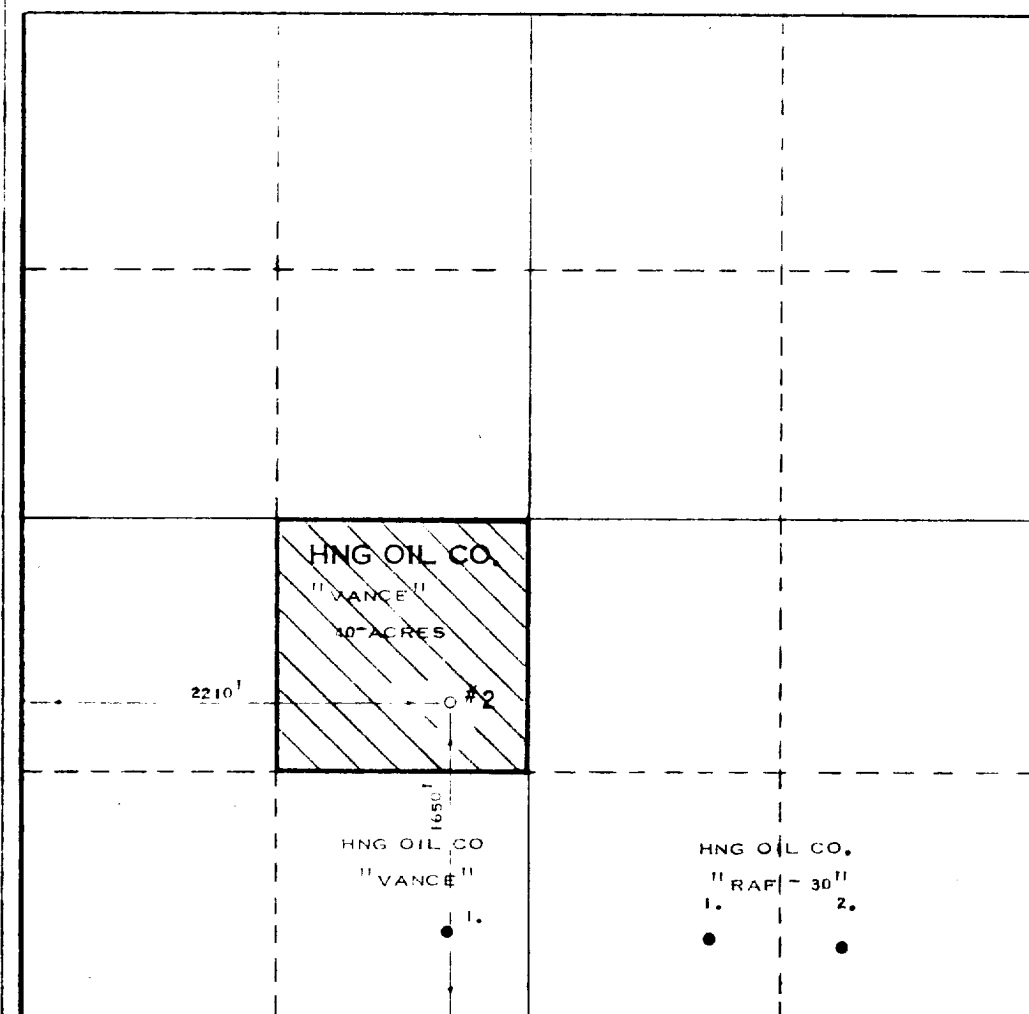 HNG OIL CO.
"VANCE"
40-ACRES
2210'
#2
1650'
HNG OIL CO
"VANCE"
1.
HNG OIL CO.
"RAF - 30"
1. 2.